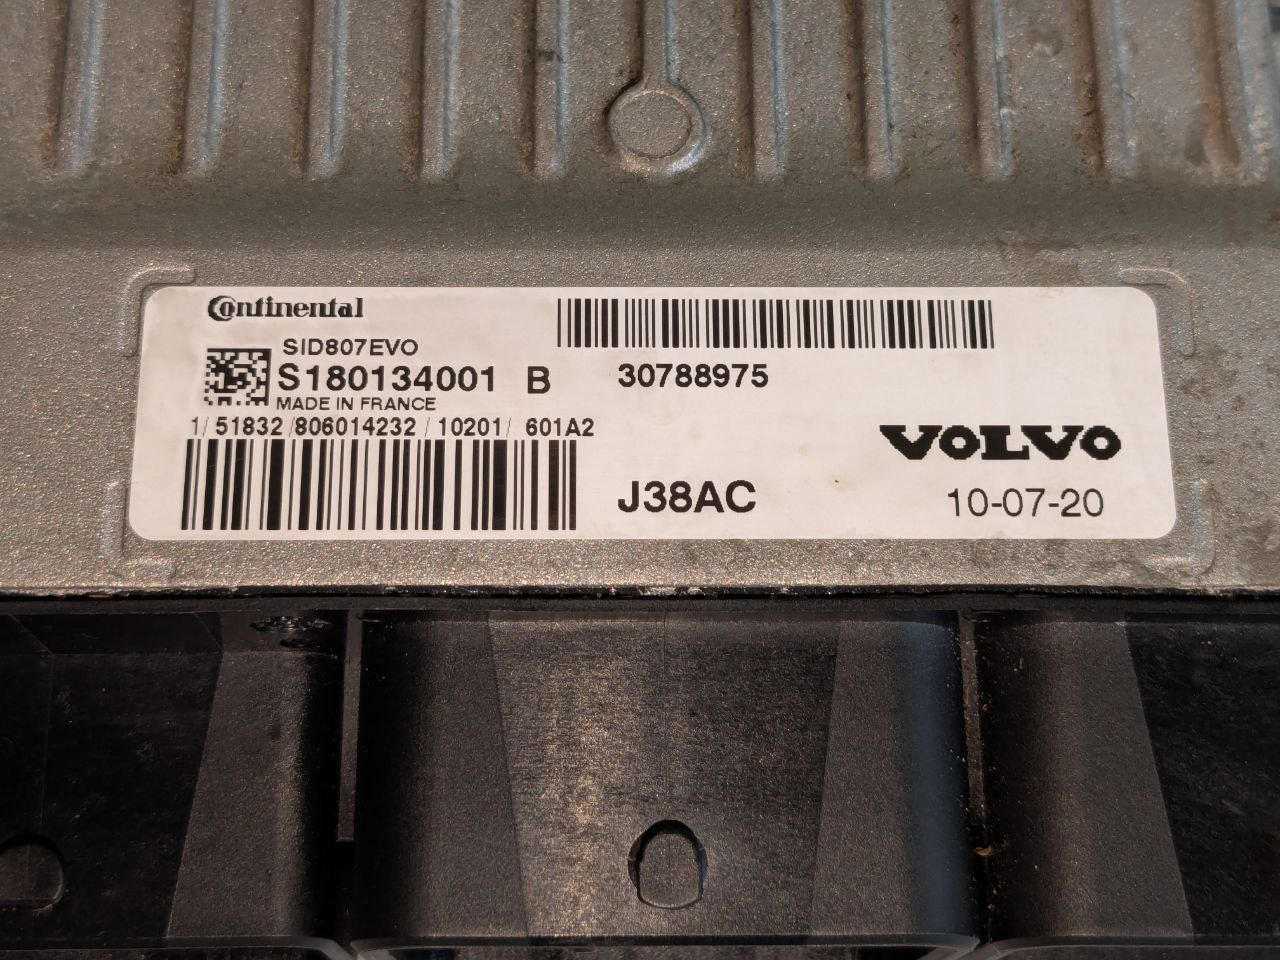 Continental
SID807EVO
S180134001 B
MADE IN FRANCE
1/ 51832 /806014232 / 10201 / 601A2
30788975
VOLVO
J38AC
10-07-20